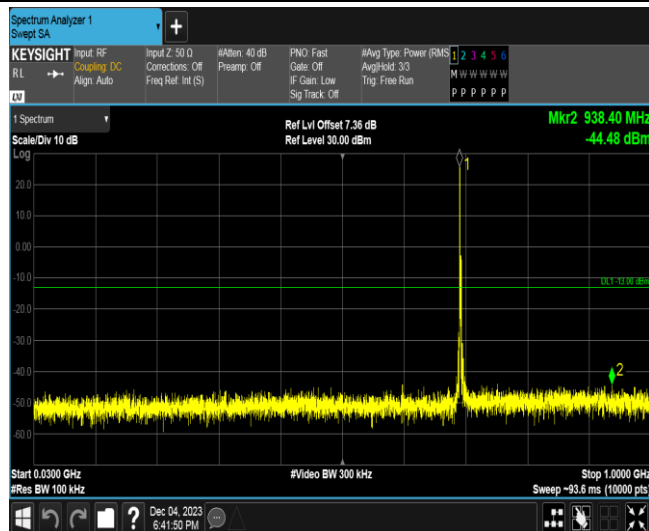 Spectrum Analyzer 1
Swept SA
+
KEYSIGHT
RL
Input: RF
Coupling: DC
Align: Auto
Input Z: 50 Ω
Corrections: Off
Freq Ref: Int (S)
#Atten: 40 dB
Preamp: Off
PNO: Fast
Gate: Off
IF Gain: Low
Sig Track: Off
#Avg Type: Power (RMS
Avg|Hold: 3/3
Trig: Free Run
1 2 3 4 5 6
M W W W W W
P P P P P P
1 Spectrum
Scale/Div 10 dB
Log
Ref Lvl Offset 7.36 dB
Ref Level 30.00 dBm
Mkr2 938.40 MHz
-44.48 dBm
1
20.0
10.0
0.00
-10.0
DL1 -13.00 dBm
-20.0
-30.0
-40.0
2
-50.0
-60.0
Start 0.0300 GHz
#Res BW 100 kHz
#Video BW 300 kHz
Stop 1.0000 GHz
Sweep ~93.6 ms (10000 pts)
?
Dec 04, 2023
6:41:50 PM